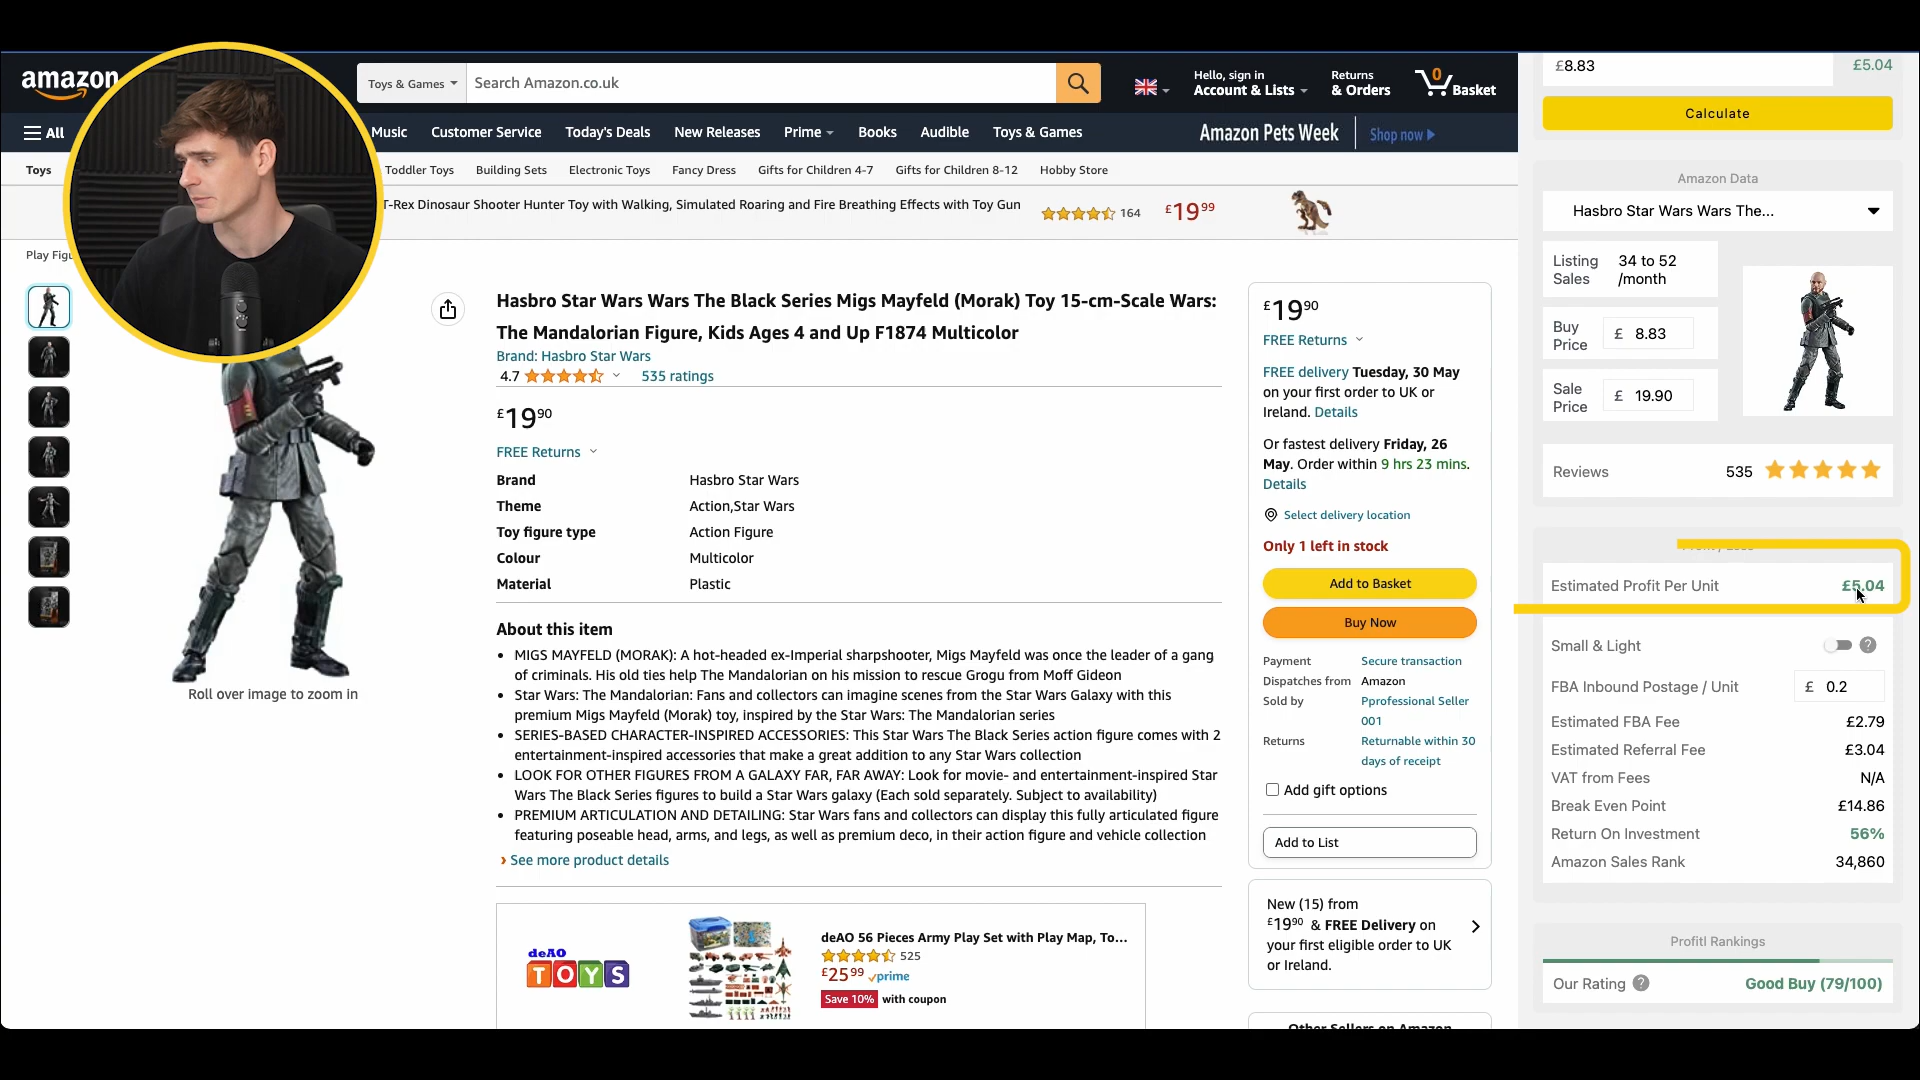 amazon
Toys & Games
Search Amazon.co.uk
Hello, sign in
Account & Lists
Returns
& Orders
0
Basket
All
Music
Customer Service
Today's Deals
New Releases
Prime
Books
Audible
Toys & Games
Amazon Pets Week
Shop now
Toys
Toddler Toys
Building Sets
Electronic Toys
Fancy Dress
Gifts for Children 4-7
Gifts for Children 8-12
Hobby Store
T-Rex Dinosaur Shooter Hunter Toy with Walking, Simulated Roaring and Fire Breathing Effects with Toy Gun
164
£19.99
Play Figu
Roll over image to zoom in
Hasbro Star Wars Wars The Black Series Migs Mayfeld (Morak) Toy 15-cm-Scale Wars:
The Mandalorian Figure, Kids Ages 4 and Up F1874 Multicolor
Brand: Hasbro Star Wars
4.7
535 ratings
£19 90
FREE Returns
Brand Hasbro Star Wars
Theme Action,Star Wars
Toy figure type Action Figure
Colour Multicolor
Material Plastic
About this item
• MIGS MAYFELD (MORAK): A hot-headed ex-Imperial sharpshooter, Migs Mayfeld was once the leader of a gang
of criminals. His old ties help The Mandalorian on his mission to rescue Grogu from Moff Gideon
• Star Wars: The Mandalorian: Fans and collectors can imagine scenes from the Star Wars Galaxy with this
premium Migs Mayfeld (Morak) toy, inspired by the Star Wars: The Mandalorian series
• SERIES-BASED CHARACTER-INSPIRED ACCESSORIES: This Star Wars The Black Series action figure comes with 2
entertainment-inspired accessories that make a great addition to any Star Wars collection
• LOOK FOR OTHER FIGURES FROM A GALAXY FAR, FAR AWAY: Look for movie- and entertainment-inspired Star
Wars The Black Series figures to build a Star Wars galaxy (Each sold separately. Subject to availability)
• PREMIUM ARTICULATION AND DETAILING: Star Wars fans and collectors can display this fully articulated figure
featuring poseable head, arms, and legs, as well as premium deco, in their action figure and vehicle collection
› See more product details
deAO
TOYS
deAO 56 Pieces Army Play Set with Play Map, To...
525
£25 99 prime
Save 10% with coupon
£19 90
FREE Returns
FREE delivery Tuesday, 30 May
on your first order to UK or
Ireland. Details
Or fastest delivery Friday, 26
May. Order within 9 hrs 23 mins.
Details
Select delivery location
Only 1 left in stock
Add to Basket
Buy Now
Payment Secure transaction
Dispatches from Amazon
Sold by Pprofessional Seller
001
Returns Returnable within 30
days of receipt
Add gift options
Add to List
New (15) from
£19 90 & FREE Delivery on
your first eligible order to UK
or Ireland.
Other Sellers on Amazon
£8.83
£5.04
Calculate
Amazon Data
Hasbro Star Wars Wars The...
Listing
Sales
34 to 52
/month
Buy
Price
£ 8.83
Sale
Price
£ 19.90
Reviews 535
Estimated Profit Per Unit £5.04
Small & Light ?
FBA Inbound Postage / Unit £ 0.2
Estimated FBA Fee £2.79
Estimated Referral Fee £3.04
VAT from Fees N/A
Break Even Point £14.86
Return On Investment 56%
Amazon Sales Rank 34,860
Profitl Rankings
Our Rating ? Good Buy (79/100)